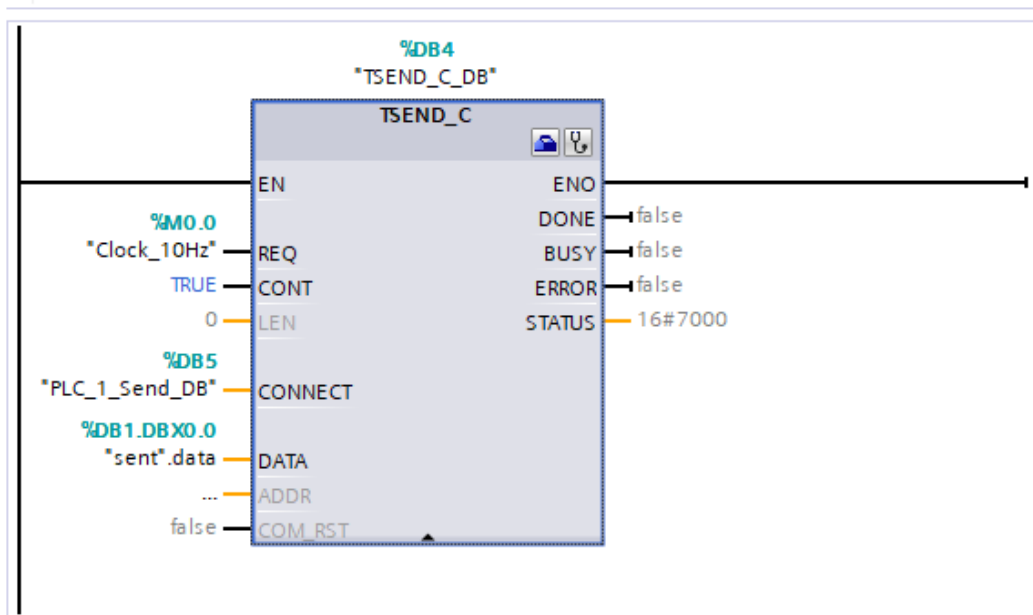 %DB4
"TSEND_C_DB"
TSEND_C
EN ENO
%M0.0
"Clock_10Hz" REQ
DONE false
BUSY false
TRUE CONT
ERROR false
0 LEN
STATUS 16#7000
%DB5
"PLC_1_Send_DB" CONNECT
%DB1.DBX0.0
"sent".data DATA
... ADDR
false COM_RST